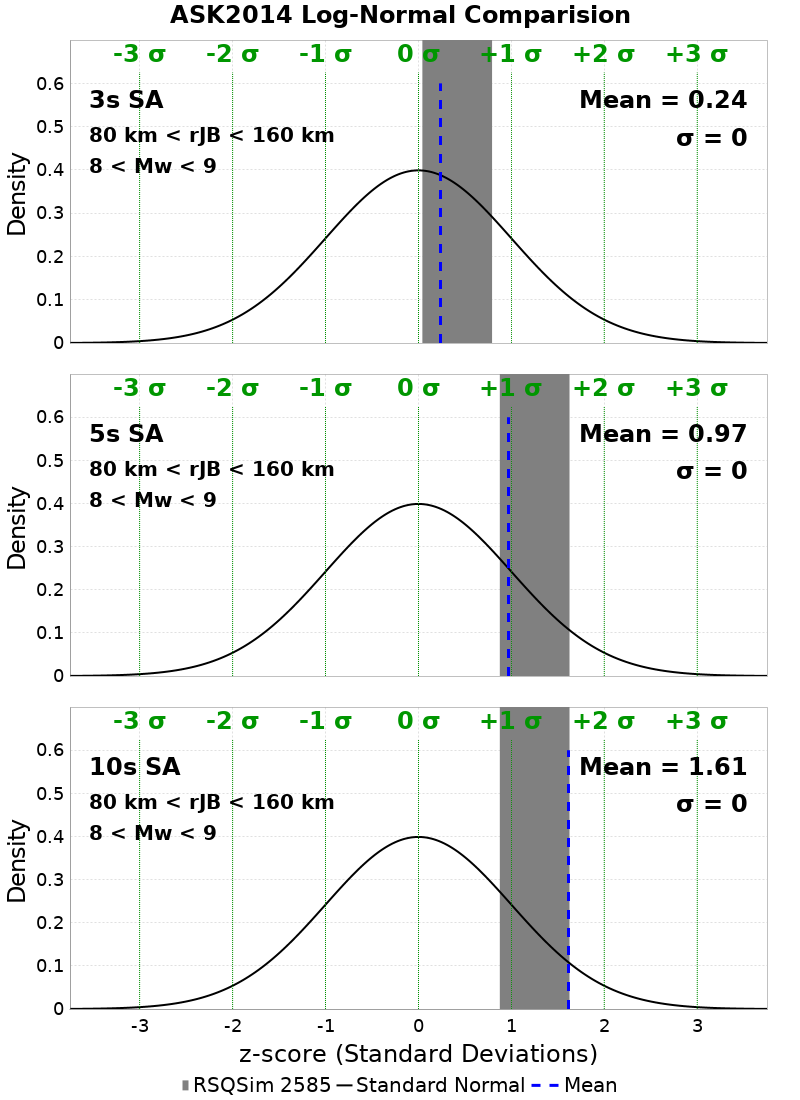 ASK2014 Log-Normal Comparision
-3 σ -2 σ -1 σ 0 σ +1 σ +2 σ +3 σ
3s SA
80 km < rJB < 160 km
8 < Mw < 9
Mean = 0.24
σ = 0
Density
0.6
0.5
0.4
0.3
0.2
0.1
0
-3 σ -2 σ -1 σ 0 σ +1 σ +2 σ +3 σ
5s SA
80 km < rJB < 160 km
8 < Mw < 9
Mean = 0.97
σ = 0
Density
0.6
0.5
0.4
0.3
0.2
0.1
0
-3 σ -2 σ -1 σ 0 σ +1 σ +2 σ +3 σ
10s SA
80 km < rJB < 160 km
8 < Mw < 9
Mean = 1.61
σ = 0
Density
0.6
0.5
0.4
0.3
0.2
0.1
0
-3 -2 -1 0 1 2 3
z-score (Standard Deviations)
RSQSim 2585 Standard Normal Mean